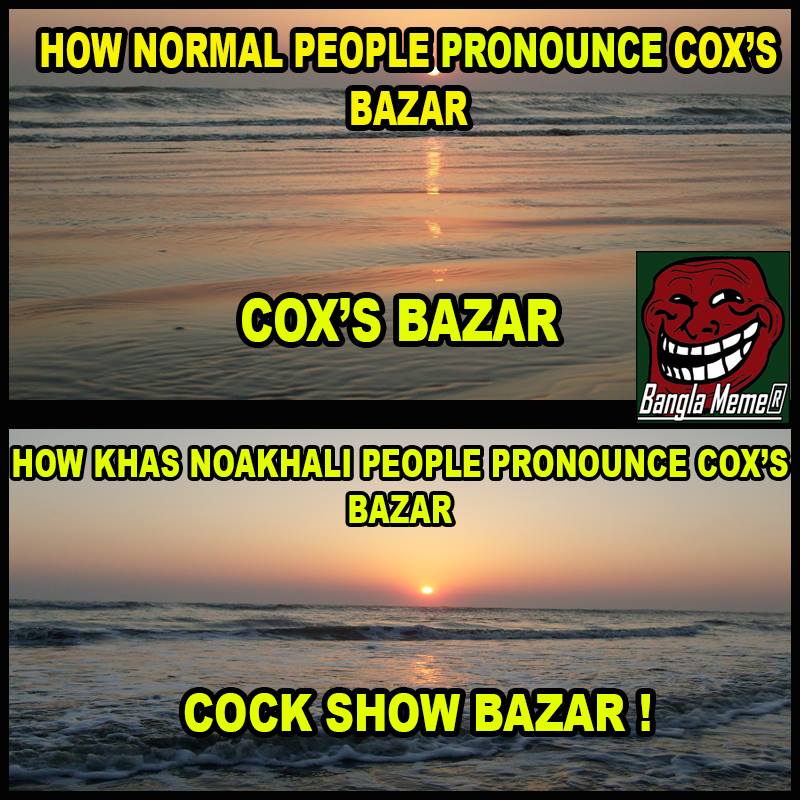 HOW NORMAL PEOPLE PRONOUNCE COX'S
BAZAR
COX'S BAZAR
Bangla Meme®
HOW KHAS NOAKHALI PEOPLE PRONOUNCE COX'S
BAZAR
COCK SHOW BAZAR !